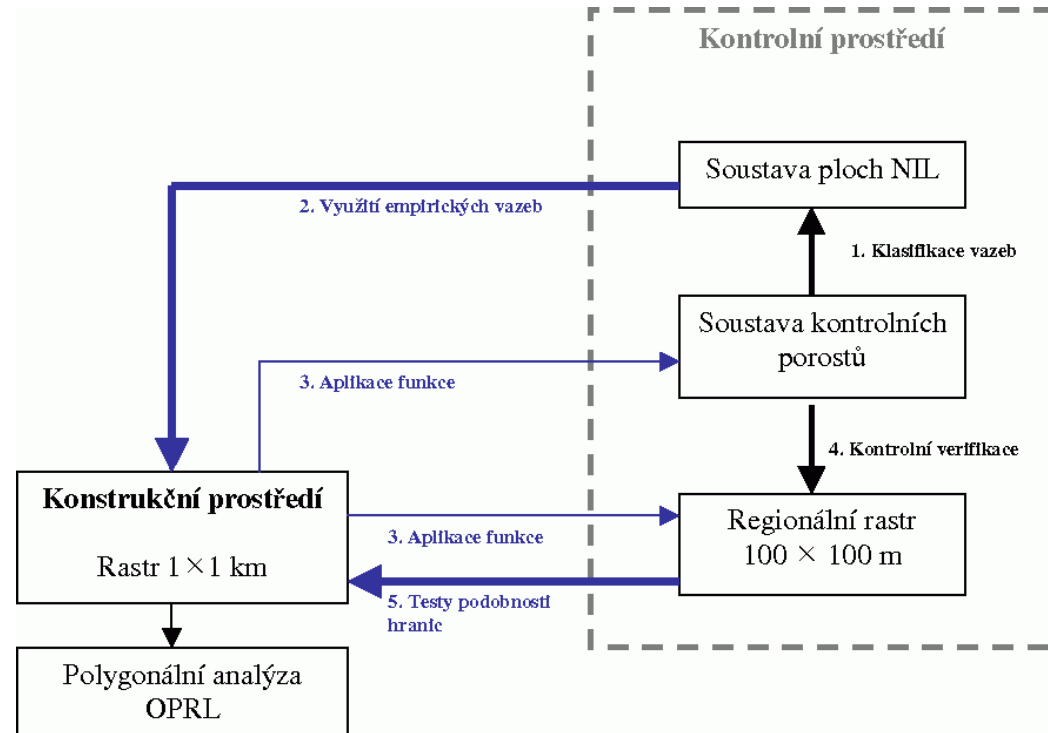 Kontrolní prostředí
Soustava ploch NIL
2. Využití empirických vazeb
1. Klasifikace vazeb
Soustava kontrolních
porostů
3. Aplikace funkce
4. Kontrolní verifikace
Konstrukční prostředí
Rastr 1×1 km
Regionální rastr
100 × 100 m
3. Aplikace funkce
5. Testy podobnosti
hranic
Polygonální analýza
OPRL